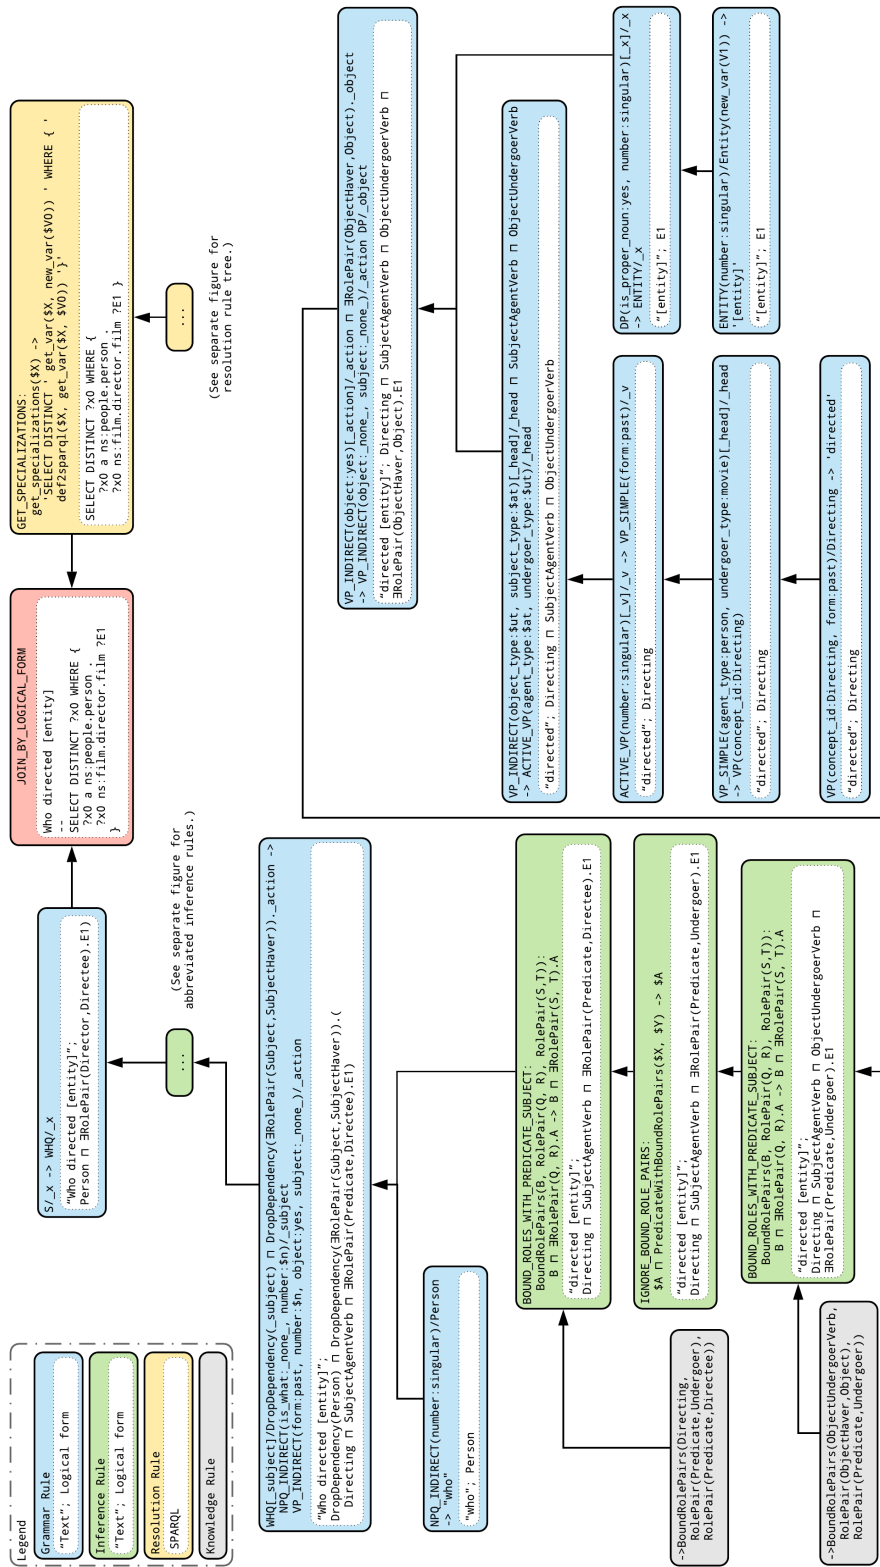 Legend
Grammar Rule
“Text”; Logical form
Inference Rule
“Text”; Logical form
Resolution Rule
SPARQL
Knowledge Rule
S/_x -> WHQ/_x
“Who directed [entity]”;
Person ⊓ ∃RolePair(Director,Directee).E1)
JOIN_BY_LOGICAL_FORM
Who directed [entity]
--
SELECT DISTINCT ?x0 WHERE {
?x0 a ns:people.person .
?x0 ns:film.director.film ?E1
}
GET_SPECIALIZATIONS:
get_specializations($X) ->
'SELECT DISTINCT ' get_var($X, new_var($V0)) ' WHERE { '
def2sparql($X, get_var($X, $V0)) '}'
SELECT DISTINCT ?x0 WHERE {
?x0 a ns:people.person .
?x0 ns:film.director.film ?E1 }
...
(See separate figure for
abbreviated inference rules.)
...
(See separate figure for
resolution rule tree.)
WHQ[_subject]/DropDependency(_subject) ⊓ DropDependency(∃RolePair(Subject,SubjectHaver))._action ->
NPQ_INDIRECT(is_what:_none_, number:$n)/_subject
VP_INDIRECT(form:past, number:$n, object:yes, subject:_none_)/_action
“Who directed [entity]”;
DropDependency(Person) ⊓ DropDependency(∃RolePair(Subject,SubjectHaver)).(
Directing ⊓ SubjectAgentVerb ⊓ ∃RolePair(Predicate,Directee).E1)
NPQ_INDIRECT(number:singular)/Person
-> "who"
“who”; Person
BOUND_ROLES_WITH_PREDICATE_SUBJECT:
BoundRolePairs(B, RolePair(Q, R), RolePair(S,T)):
B ⊓ ∃RolePair(Q, R).A -> B ⊓ ∃RolePair(S, T).A
“directed [entity]”;
Directing ⊓ SubjectAgentVerb ⊓ ∃RolePair(Predicate,Directee).E1
IGNORE_BOUND_ROLE_PAIRS:
$A ⊓ PredicateWithBoundRolePairs($X, $Y) -> $A
“directed [entity]”;
Directing ⊓ SubjectAgentVerb ⊓ ∃RolePair(Predicate,Undergoer).E1
->BoundRolePairs(Directing,
RolePair(Predicate,Undergoer),
RolePair(Predicate,Directee))
BOUND_ROLES_WITH_PREDICATE_SUBJECT:
BoundRolePairs(B, RolePair(Q, R), RolePair(S,T)):
B ⊓ ∃RolePair(Q, R).A -> B ⊓ ∃RolePair(S, T).A
“directed [entity]”;
Directing ⊓ SubjectAgentVerb ⊓ ObjectUndergoerVerb ⊓
∃RolePair(Predicate,Undergoer).E1
->BoundRolePairs(ObjectUndergoerVerb,
RolePair(ObjectHaver,Object),
RolePair(Predicate,Undergoer))
VP_INDIRECT(object:yes)[_action]/_action ⊓ ∃RolePair(ObjectHaver,Object)._object
-> VP_INDIRECT(object:_none_, subject:_none_)/_action DP/_object
“directed [entity]”; Directing ⊓ SubjectAgentVerb ⊓ ObjectUndergoerVerb ⊓
∃RolePair(ObjectHaver,Object).E1
VP_INDIRECT(object_type:$ut, subject_type:$at)[_head]/_head ⊓ SubjectAgentVerb ⊓ ObjectUndergoerVerb
-> ACTIVE_VP(agent_type:$at, undergoer_type:$ut)/_head
“directed”; Directing ⊓ SubjectAgentVerb ⊓ ObjectUndergoerVerb
ACTIVE_VP(number:singular)[_v]/_v -> VP_SIMPLE(form:past)/_v
“directed”; Directing
VP_SIMPLE(agent_type:person, undergoer_type:movie)[_head]/_head
-> VP(concept_id:Directing)
“directed”; Directing
VP(concept_id:Directing, form:past)/Directing -> 'directed'
“directed”; Directing
DP(is_proper_noun:yes, number:singular)[_x]/_x
-> ENTITY/_x
“[entity]”; E1
ENTITY(number:singular)/Entity(new_var(V1)) ->
'[entity]'
“[entity]”; E1